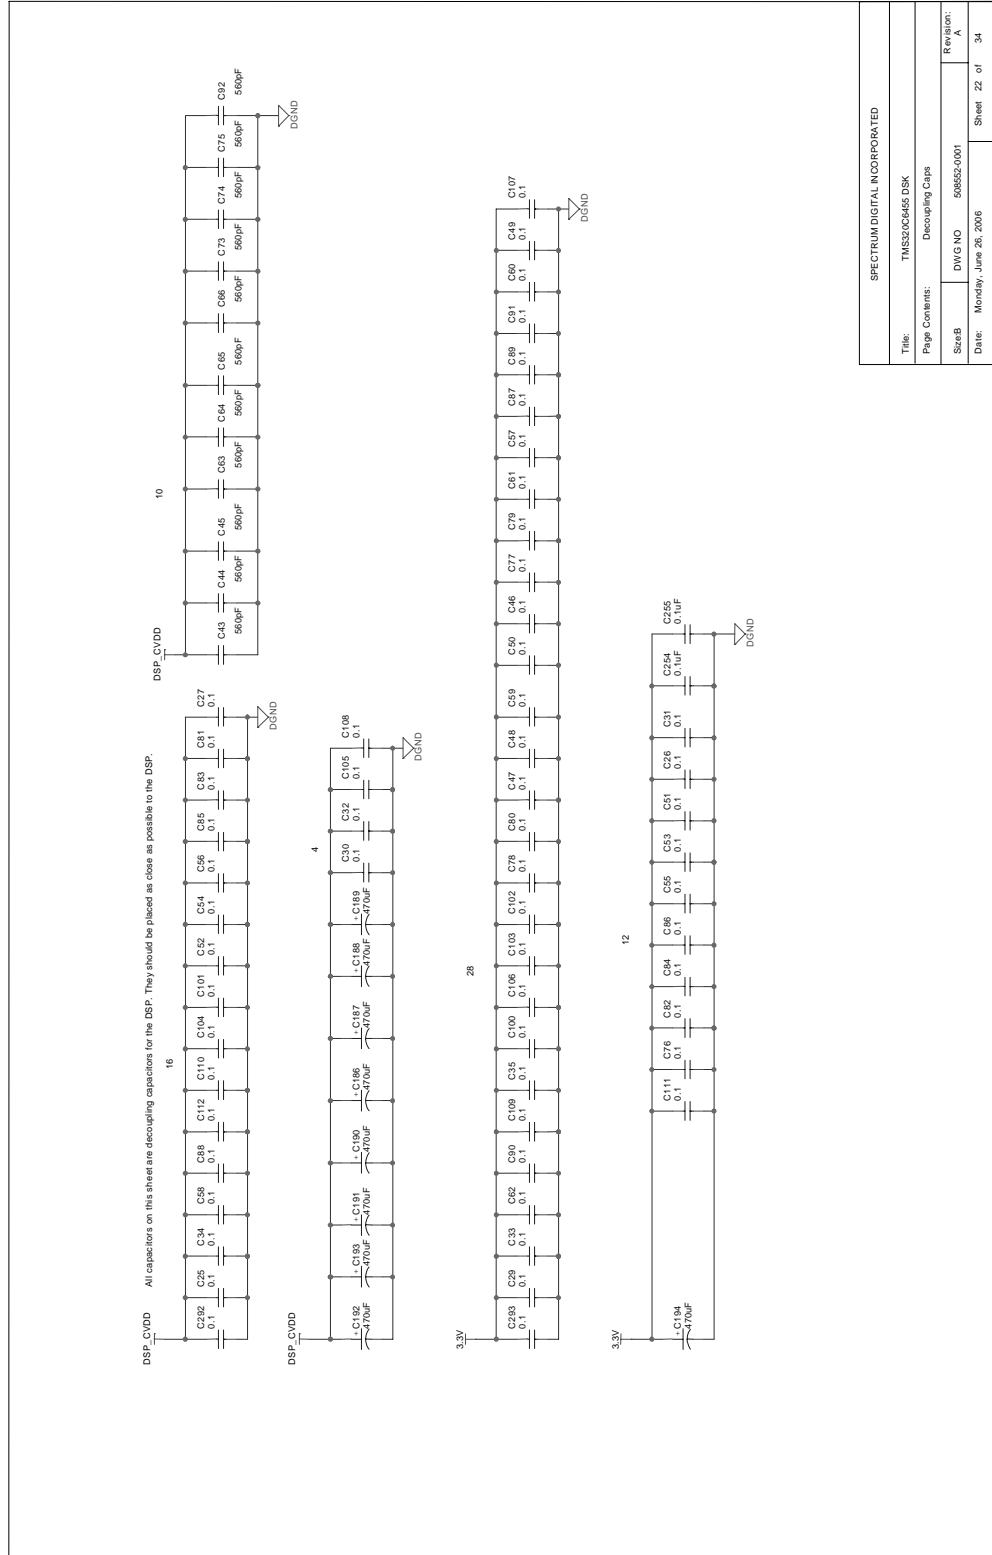 All capacitors on this sheet are decoupling capacitors for the DSP. They should be placed as close as possible to the DSP.
DSP_CVDD
16
C292 0.1
C25 0.1
C34 0.1
C58 0.1
C88 0.1
C112 0.1
C110 0.1
C104 0.1
C101 0.1
C52 0.1
C54 0.1
C56 0.1
C85 0.1
C83 0.1
C81 0.1
C27 0.1
DGND
DSP_CVDD
10
C43 560pF
C44 560pF
C45 560pF
C63 560pF
C64 560pF
C65 560pF
C66 560pF
C73 560pF
C74 560pF
C75 560pF
C92 560pF
DGND
DSP_CVDD
4
+ C192 470uF
+ C193 470uF
+ C191 470uF
+ C190 470uF
+ C186 470uF
+ C187 470uF
+ C188 470uF
+ C189 470uF
C30 0.1
C32 0.1
C105 0.1
C108 0.1
DGND
3.3V
28
C293 0.1
C29 0.1
C33 0.1
C62 0.1
C90 0.1
C109 0.1
C35 0.1
C100 0.1
C106 0.1
C103 0.1
C102 0.1
C78 0.1
C80 0.1
C47 0.1
C48 0.1
C59 0.1
C50 0.1
C46 0.1
C77 0.1
C79 0.1
C61 0.1
C57 0.1
C87 0.1
C89 0.1
C91 0.1
C60 0.1
C49 0.1
C107 0.1
DGND
3.3V
12
+ C194 470uF
C111 0.1
C76 0.1
C82 0.1
C84 0.1
C86 0.1
C55 0.1
C53 0.1
C51 0.1
C26 0.1
C31 0.1
C254 0.1uF
C255 0.1uF
DGND
SPECTRUM DIGITAL INCORPORATED
Title: TMS320C6455 DSK
Page Contents: Decoupling Caps
Size:B DWG NO 508552-0001 Revision: A
Date: Monday, June 26, 2006 Sheet 22 of 34